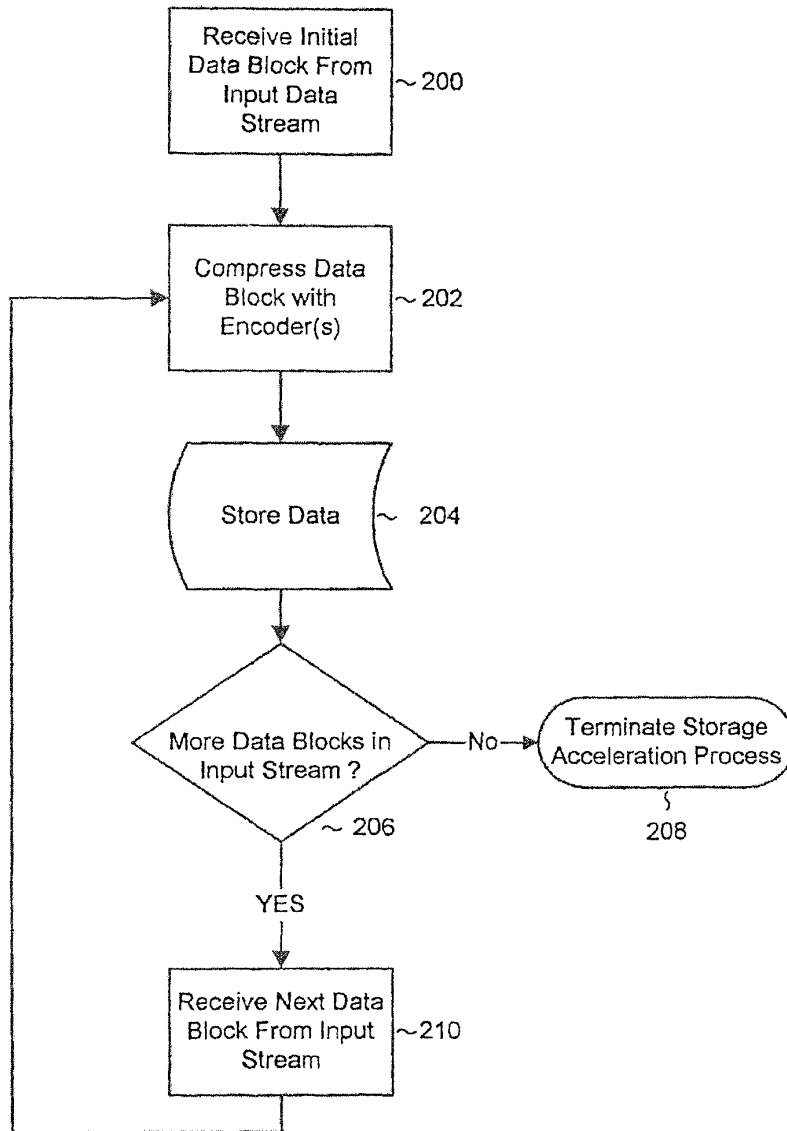 Receive Initial
Data Block From
Input Data
Stream
~ 200
Compress Data
Block with
Encoder(s)
~ 202
Store Data
~ 204
More Data Blocks in
Input Stream ?
~ 206
No
Terminate Storage
Acceleration Process
208
YES
Receive Next Data
Block From Input
Stream
~210